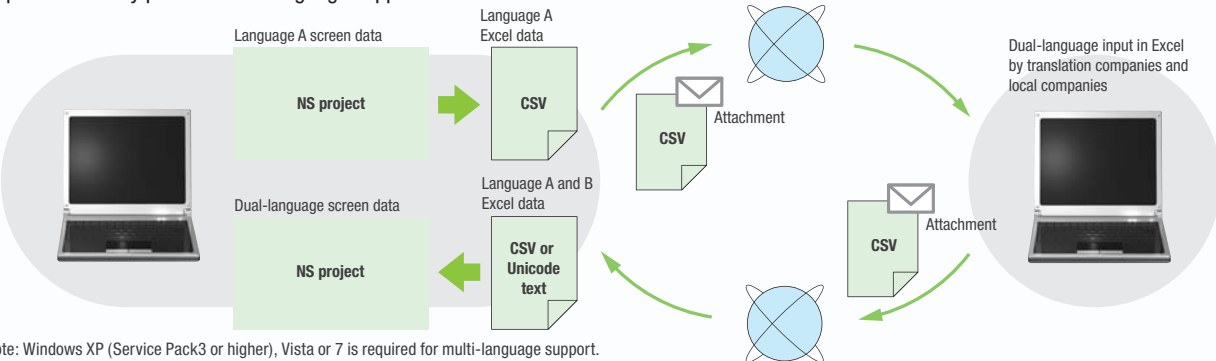 Language A screen data
NS project
Language A
Excel data
CSV
CSV
Attachment
Dual-language input in Excel
by translation companies and
local companies
Dual-language screen data
NS project
Language A and B
Excel data
CSV or
Unicode
text
CSV
Attachment
Note: Windows XP (Service Pack3 or higher), Vista or 7 is required for multi-language support.